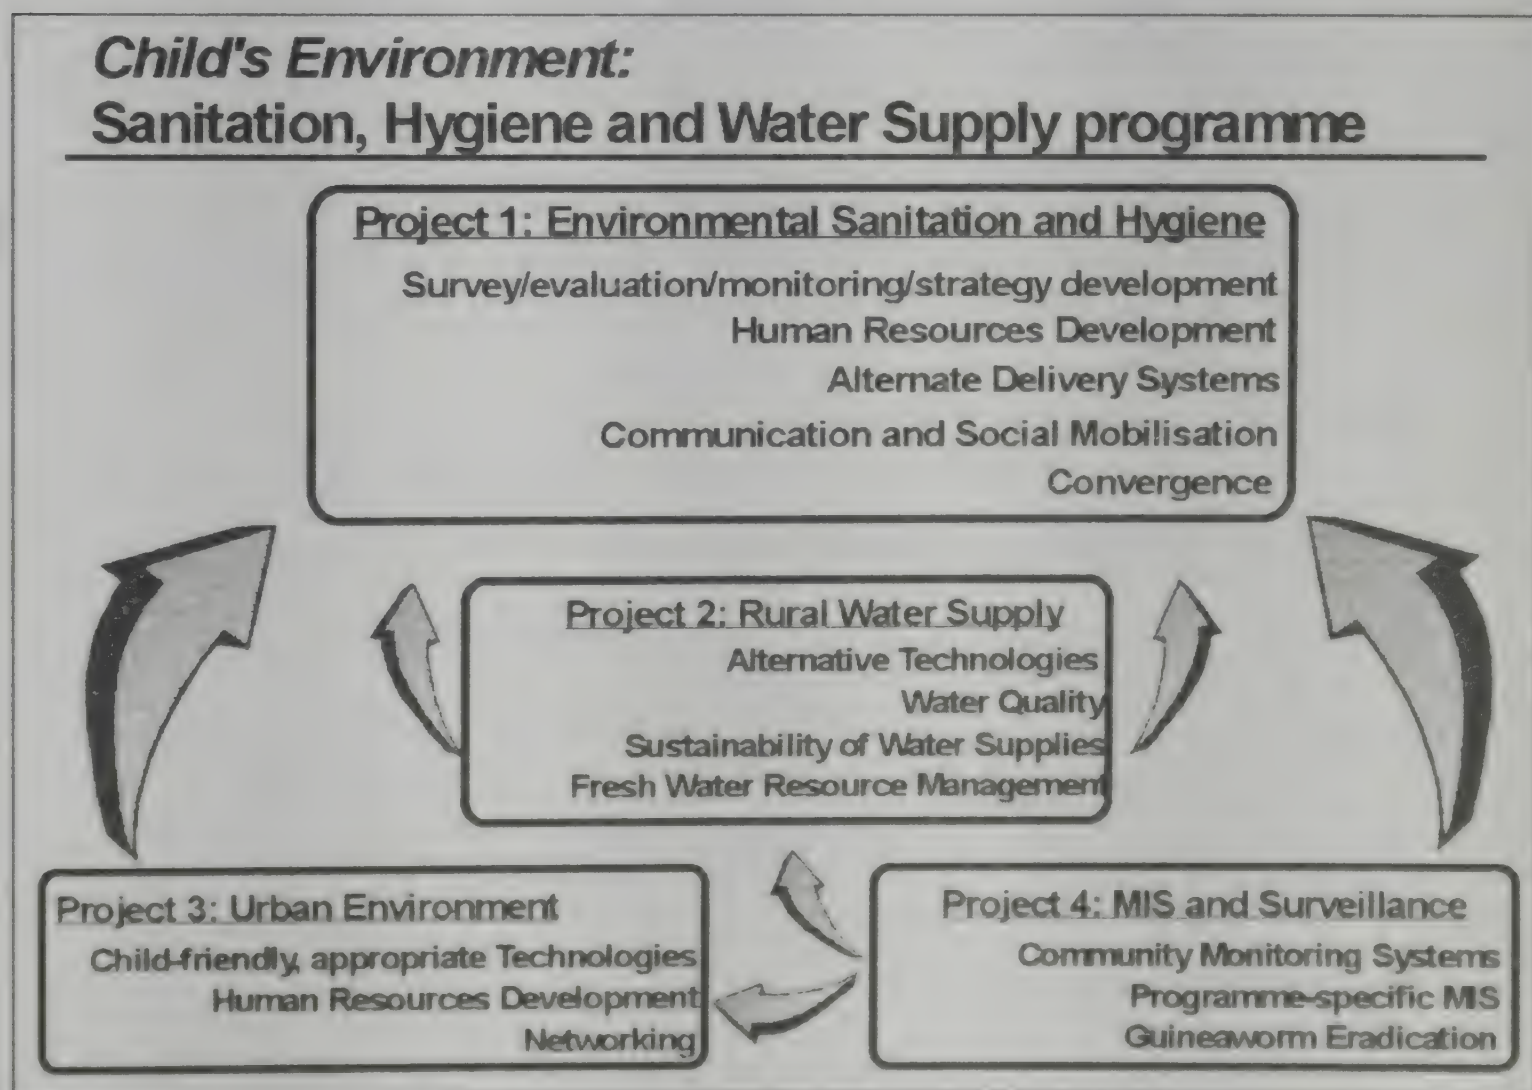 Child's Environment:
Sanitation, Hygiene and Water Supply programme
Project 1: Environmental Sanitation and Hygiene
Survey/evaluation/monitoring/strategy development
Human Resources Development
Alternate Delivery Systems
Communication and Social Mobilisation
Convergence
Project 2: Rural Water Supply
Alternative Technologies
Water Quality
Sustainability of Water Supplies
Fresh Water Resource Management
Project 3: Urban Environment
Child-friendly, appropriate Technologies
Human Resources Development
Networking
Project 4: MIS and Surveillance
Community Monitoring Systems
Programme-specific MIS
Guineaworm Eradication